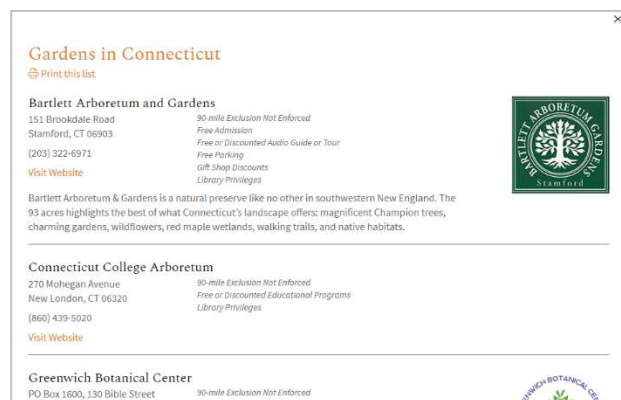 ×
Gardens in Connecticut
Print this list
Bartlett Arboretum and Gardens
151 Brookdale Road
Stamford, CT 06903
(203) 322-6971
Visit Website
90-mile Exclusion Not Enforced
Free Admission
Free or Discounted Audio Guide or Tour
Free Parking
Gift Shop Discounts
Library Privileges
BARTLETT ARBORETUM GARDENS
Stamford
Bartlett Arboretum & Gardens is a natural preserve like no other in southwestern New England. The
93 acres highlights the best of what Connecticut's landscape offers: magnificent Champion trees,
charming gardens, wildflowers, red maple wetlands, walking trails, and native habitats.
Connecticut College Arboretum
270 Mohegan Avenue
New London, CT 06320
(860) 439-5020
Visit Website
90-mile Exclusion Not Enforced
Free or Discounted Educational Programs
Library Privileges
Greenwich Botanical Center
PO Box 1600, 130 Bible Street
90-mile Exclusion Not Enforced
BOTANICAL